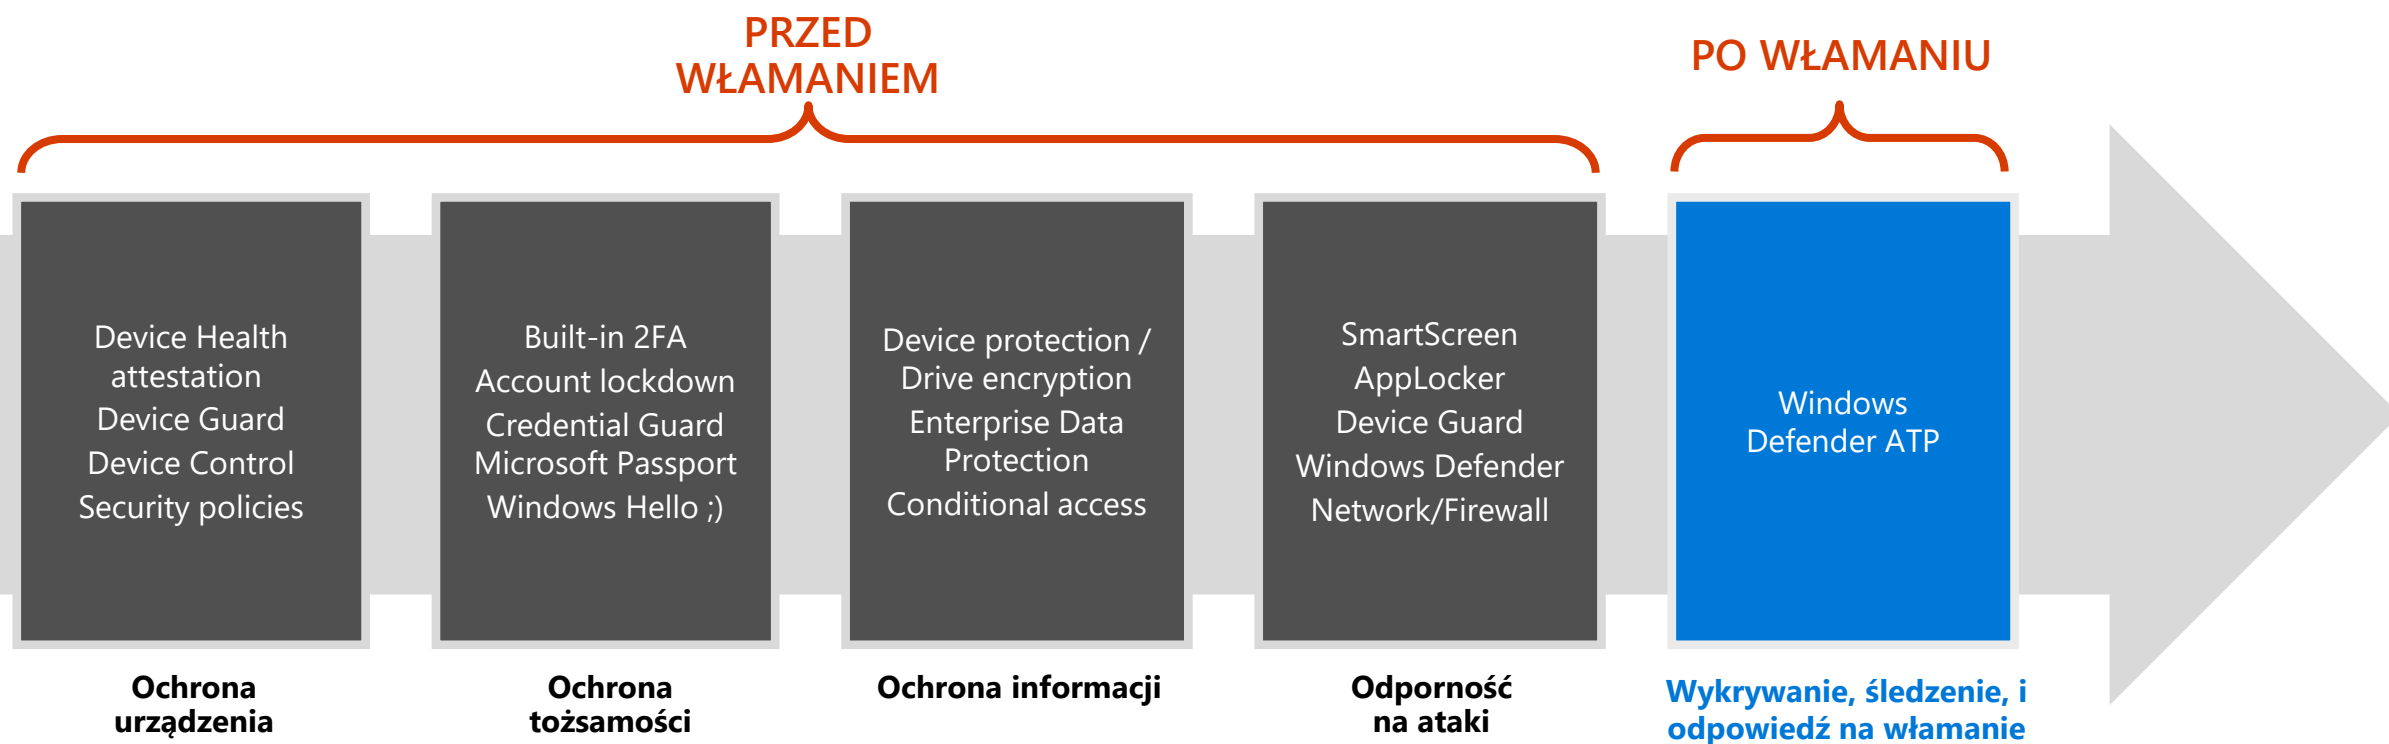 PRZED
WŁAMANIEM
PO WŁAMANIU
Device Health
attestation
Device Guard
Device Control
Security policies
Ochrona
urządzenia
Built-in 2FA
Account lockdown
Credential Guard
Microsoft Passport
Windows Hello ;)
Ochrona
tożsamości
Device protection /
Drive encryption
Enterprise Data
Protection
Conditional access
Ochrona informacji
SmartScreen
AppLocker
Device Guard
Windows Defender
Network/Firewall
Odporność
na ataki
Windows
Defender ATP
Wykrywanie, śledzenie, i
odpowiedź na włamanie